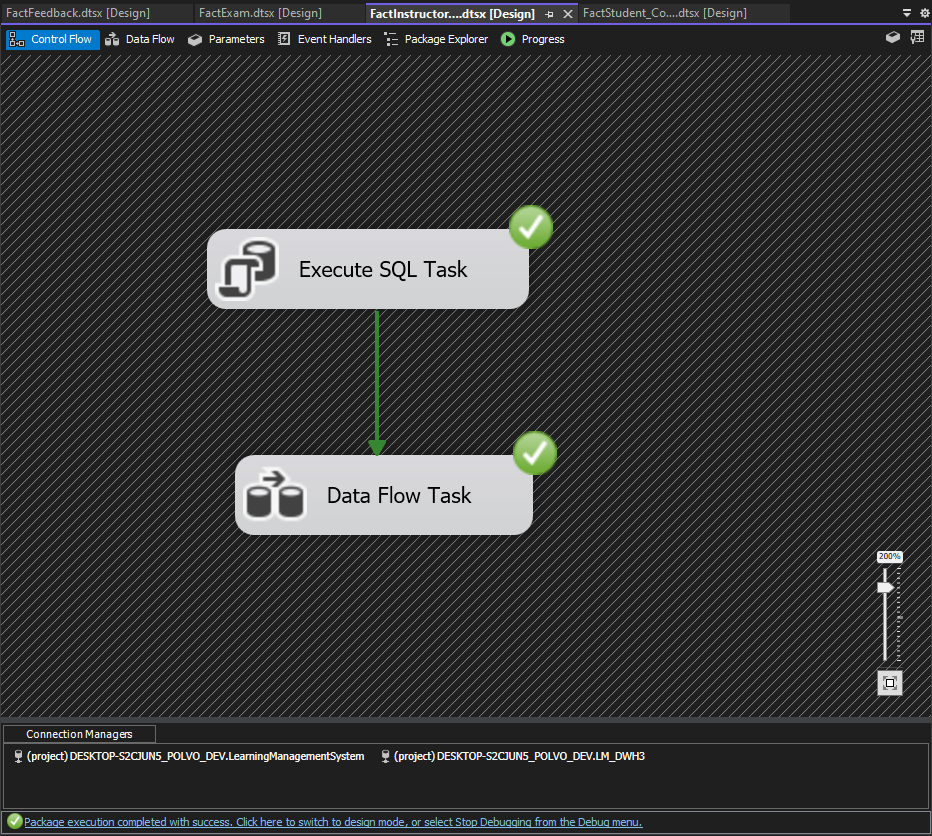 FactFeedback.dtsx [Design] FactExam.dtsx [Design] FactInstructor....dtsx [Design] FactStudent_Co....dtsx [Design]
Control Flow Data Flow Parameters Event Handlers Package Explorer Progress
Execute SQL Task
Data Flow Task
200%
Connection Managers
(project) DESKTOP-S2CJUN5_POLVO_DEV.LearningManagementSystem (project) DESKTOP-S2CJUN5_POLVO_DEV.LM_DWH3
Package execution completed with success. Click here to switch to design mode, or select Stop Debugging from the Debug menu.